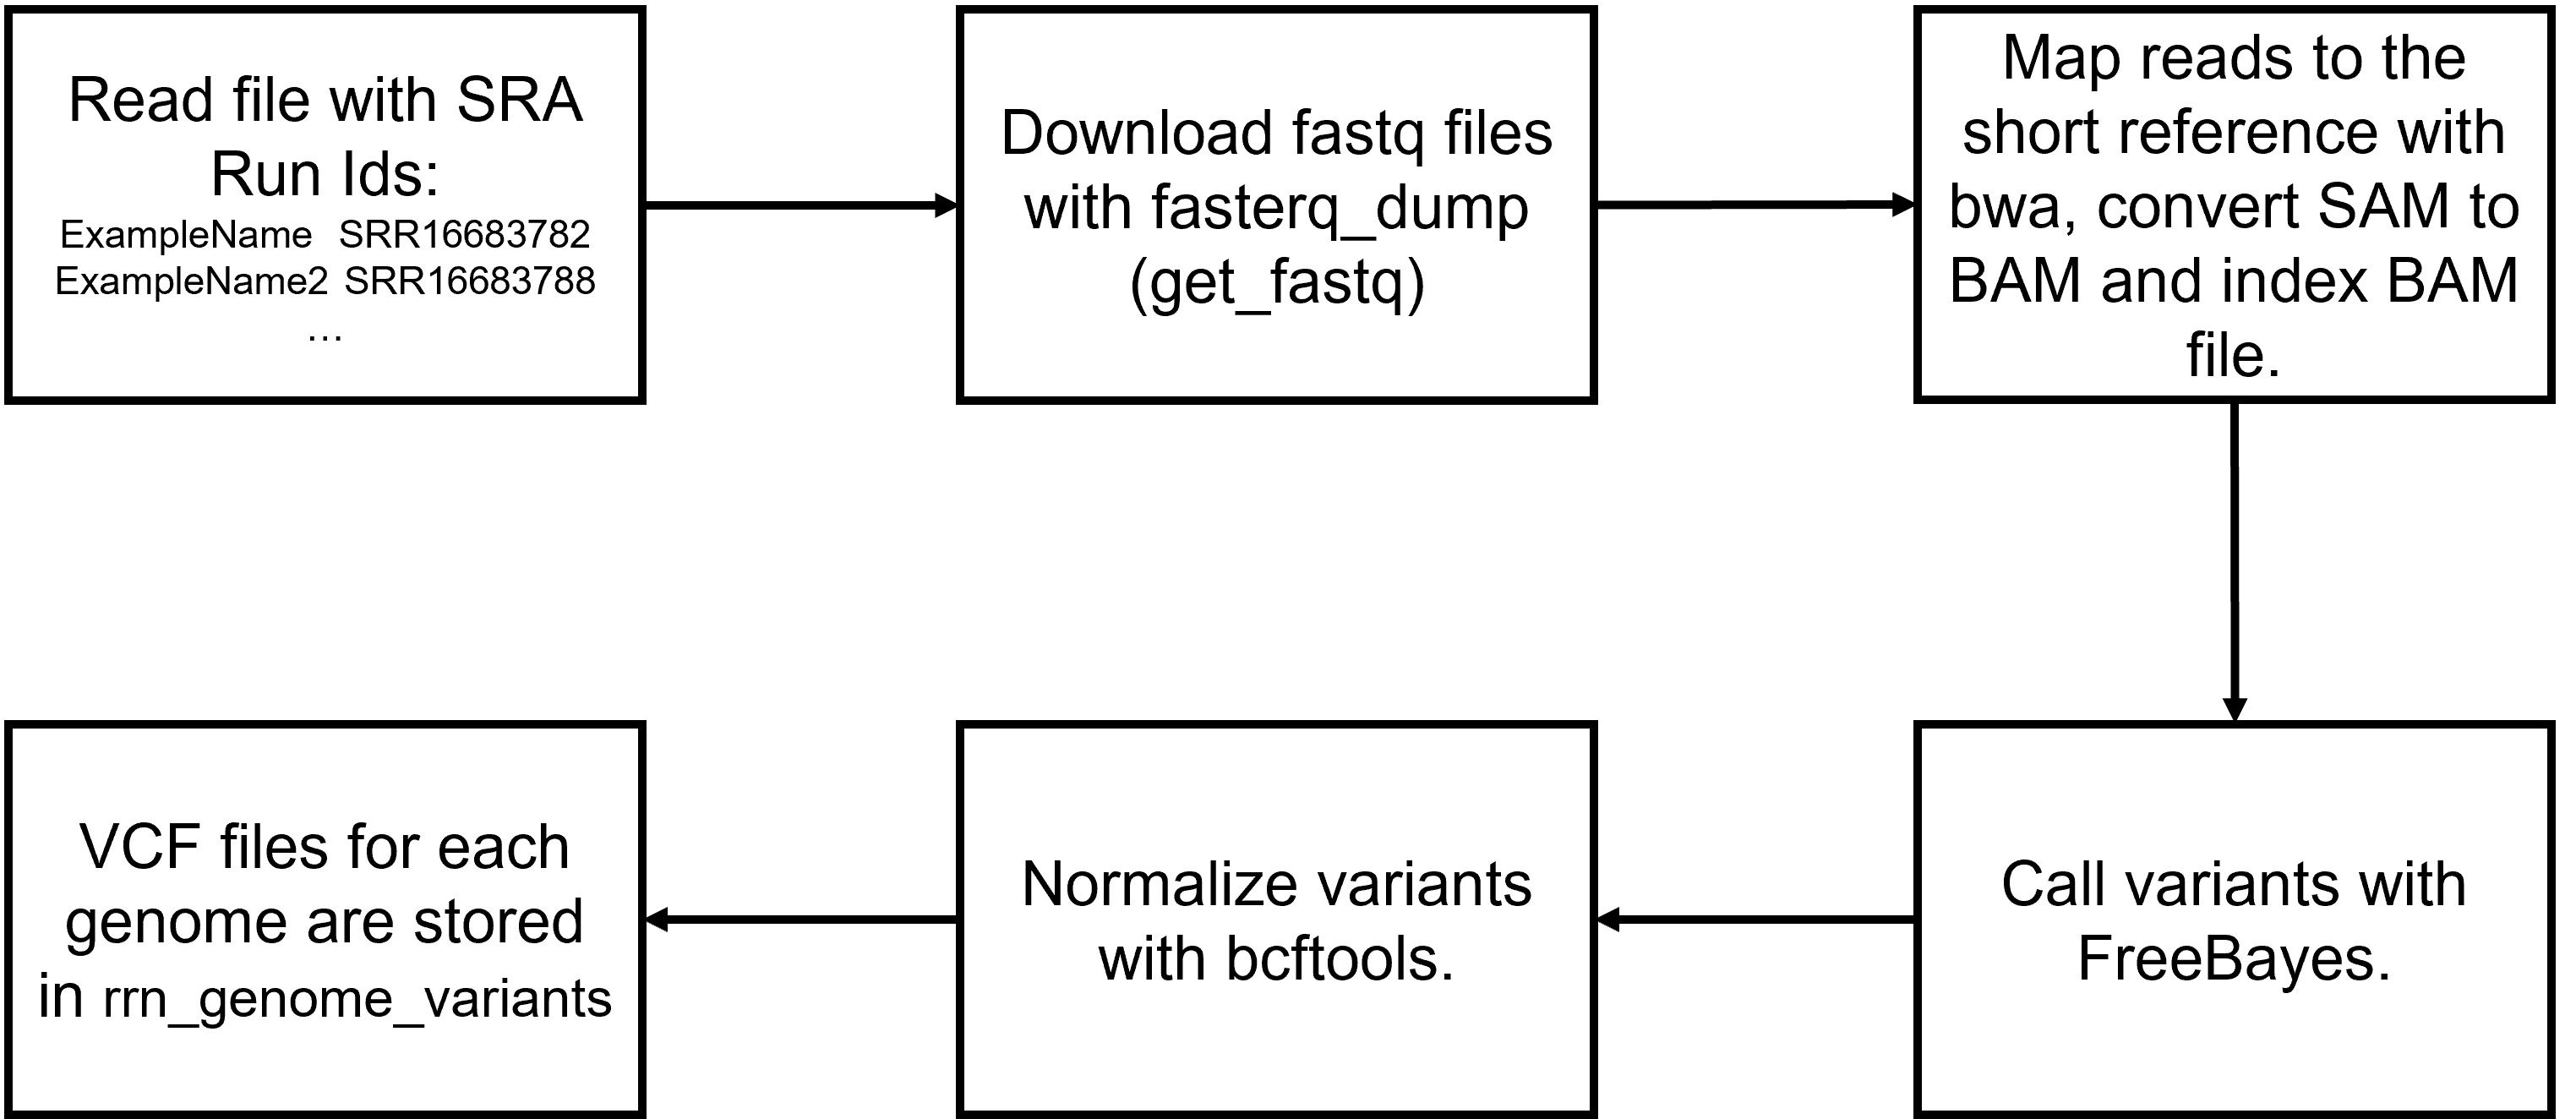 Read file with SRA
Run Ids:
ExampleName SRR16683782
ExampleName2 SRR16683788
...
Download fastq files
with fasterq_dump
(get_fastq)
Map reads to the
short reference with
bwa, convert SAM to
BAM and index BAM
file.
Call variants with
FreeBayes.
Normalize variants
with bcftools.
VCF files for each
genome are stored
in rrn_genome_variants